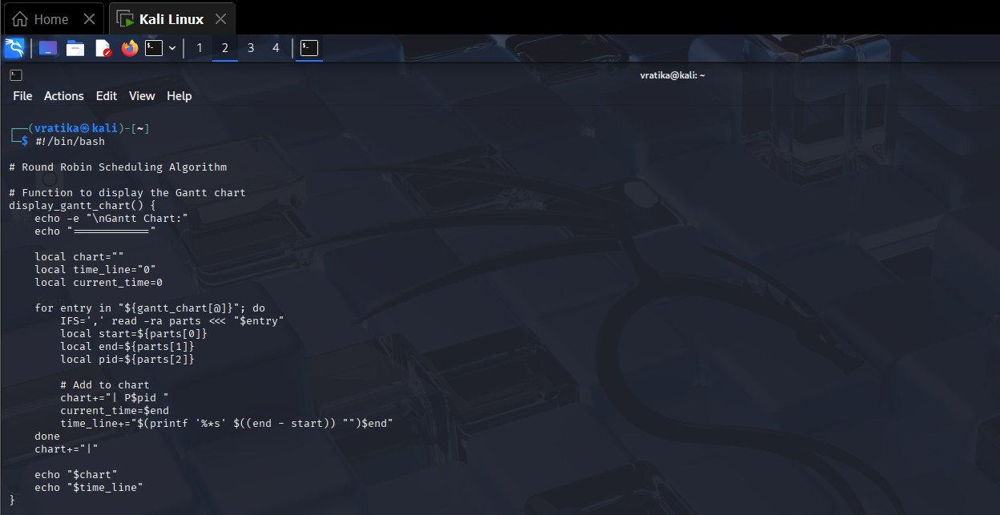 Home
Kali Linux
1 2 3 4
vratika@kali: ~
File Actions Edit View Help
┌──(vratika㉿kali)-[~]
└─$ #!/bin/bash
# Round Robin Scheduling Algorithm
# Function to display the Gantt chart
display_gantt_chart() {
    echo -e "\nGantt Chart:"
    echo "============"
    local chart=""
    local time_line="0"
    local current_time=0
    for entry in "${gantt_chart[@]}"; do
        IFS=',' read -ra parts <<< "$entry"
        local start=${parts[0]}
        local end=${parts[1]}
        local pid=${parts[2]}
        # Add to chart
        chart+="| P$pid "
        current_time=$end
        time_line+="$(printf '%*s' $((end - start)) "")$end"
    done
    chart+="|"
    echo "$chart"
    echo "$time_line"
}